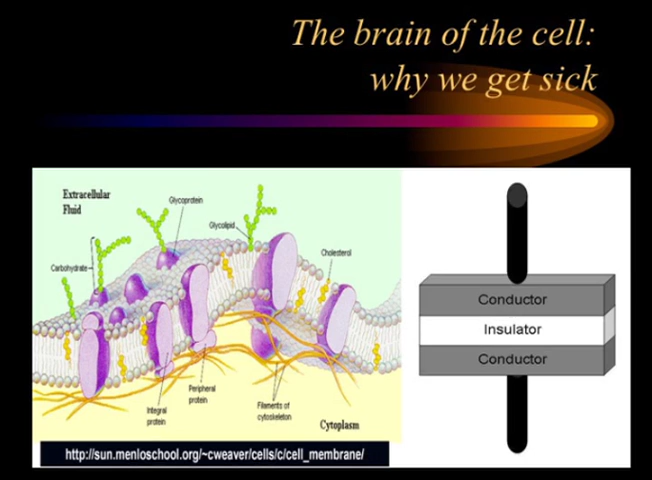 The brain of the cell:
why we get sick
Extracellular
Fluid
Glycoprotein
Glycolipid
Cholesterol
Carbohydrate
Peripheral
protein
Integral
protein
Filaments of
cytoskeleton
Cytoplasm
http://sun.menloschool.org/~cweaver/cells/c/cell_membrane/
Conductor
Insulator
Conductor